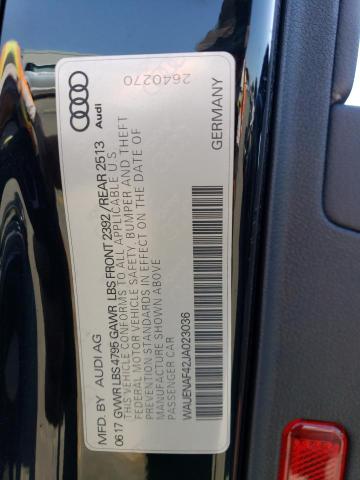 Audi
2640270
MFD. BY AUDI AG
06 17 GVWR LBS 4795 GAWR LBS FRONT 2392 / REAR 2513
THIS VEHICLE CONFORMS TO ALL APPLICABLE U S
FEDERAL MOTOR VEHICLE SAFETY, BUMPER AND THEFT
PREVENTION STANDARDS IN EFFECT ON THE DATE OF
MANUFACTURE SHOWN ABOVE
PASSENGER CAR
WAUENAF42JA023036
GERMANY